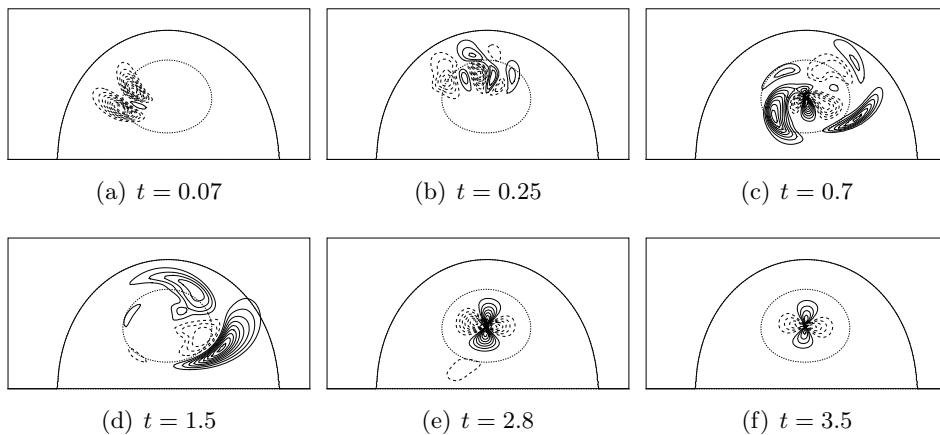 (a) t = 0.07
(b) t = 0.25
(c) t = 0.7
(d) t = 1.5
(e) t = 2.8
(f) t = 3.5